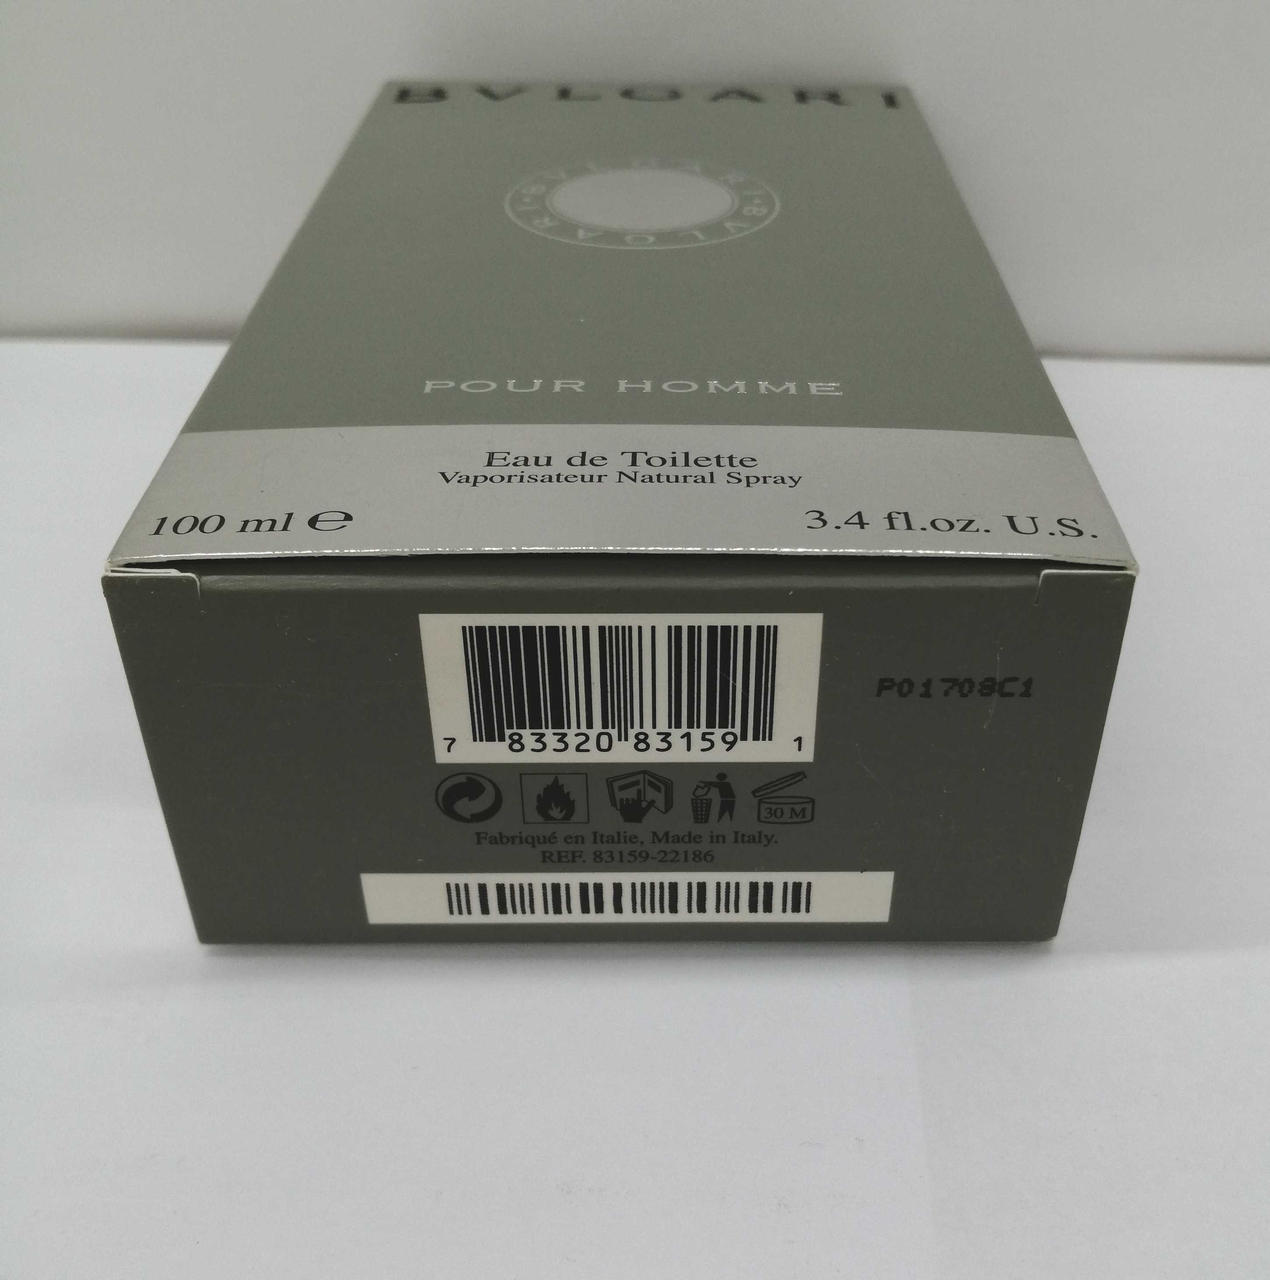 BVLGARI
BVLGARI•BVLGARI•
POUR HOMME
Eau de Toilette
Vaporisateur Natural Spray
100 ml ℮
3.4 fl.oz. U.S.
7 83320 83159 1
P01708C1
30 M
Fabriqué en Italie, Made in Italy.
REF. 83159-22186